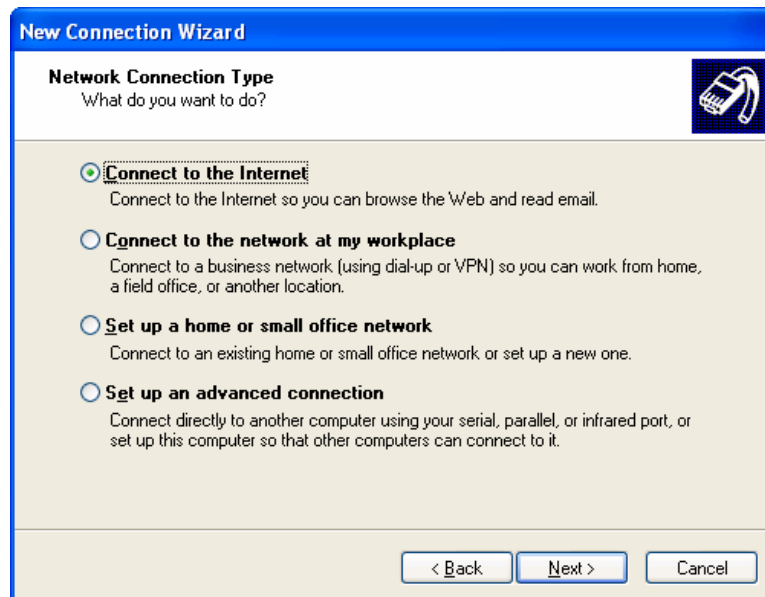 New Connection Wizard
Network Connection Type
What do you want to do?
Connect to the Internet
Connect to the Internet so you can browse the Web and read email.
Connect to the network at my workplace
Connect to a business network (using dial-up or VPN) so you can work from home,
a field office, or another location.
Set up a home or small office network
Connect to an existing home or small office network or set up a new one.
Set up an advanced connection
Connect directly to another computer using your serial, parallel, or infrared port, or
set up this computer so that other computers can connect to it.
< Back Next > Cancel